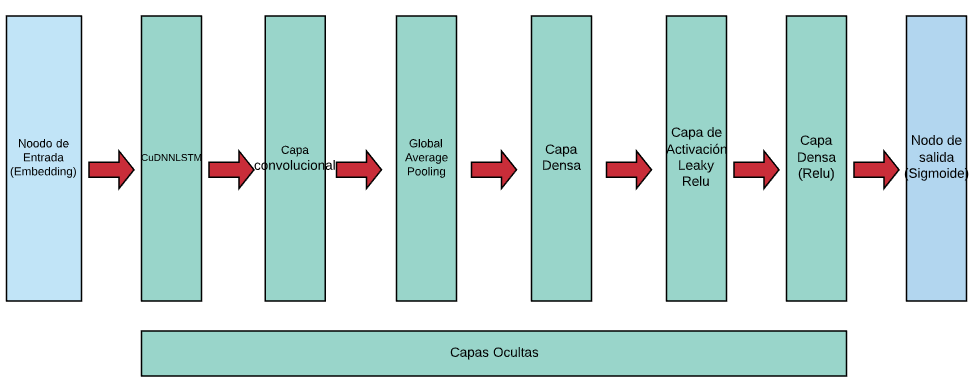 Noodo de
Entrada
(Embedding)
CuDNNLSTM
Capa
convolucional
Global
Average
Pooling
Capa
Densa
Capa de
Activación
Leaky
Relu
Capa
Densa
(Relu)
Nodo de
salida
(Sigmoide)
Capas Ocultas